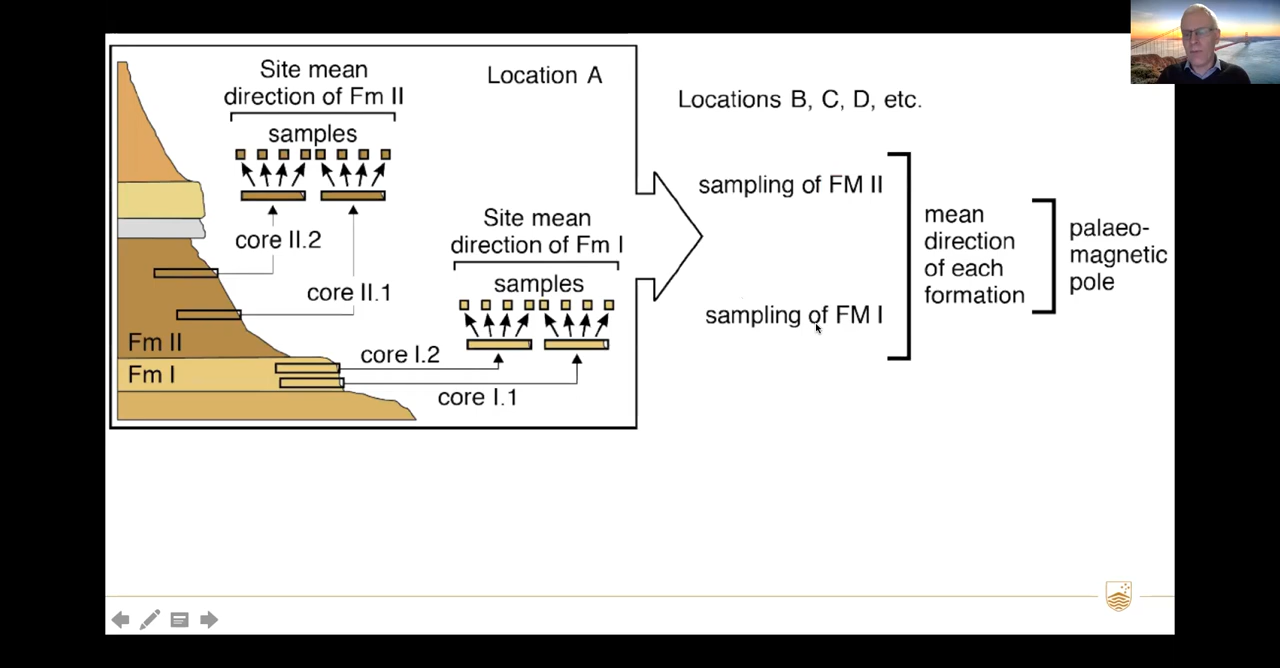 Site mean
direction of Fm II
samples
core II.2
core II.1
Fm II
Fm I
Location A
Site mean
direction of Fm I
samples
core I.2
core I.1
Locations B, C, D, etc.
sampling of FM II
sampling of FM I
mean
direction
of each
formation
palaeo-
magnetic
pole